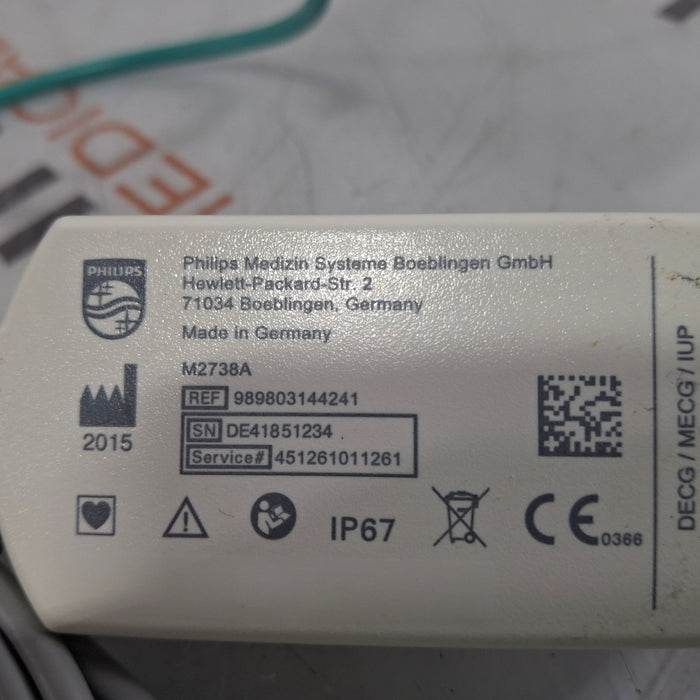 EDICA
PHILIPS
Philips Medizin Systeme Boeblingen GmbH
Hewlett-Packard-Str. 2
71034 Boeblingen, Germany
Made in Germany
M2738A
REF 989803144241
SN DE41851234
Service# 451261011261
2015
IP67
CE 0366
DECG / MECG / IUP